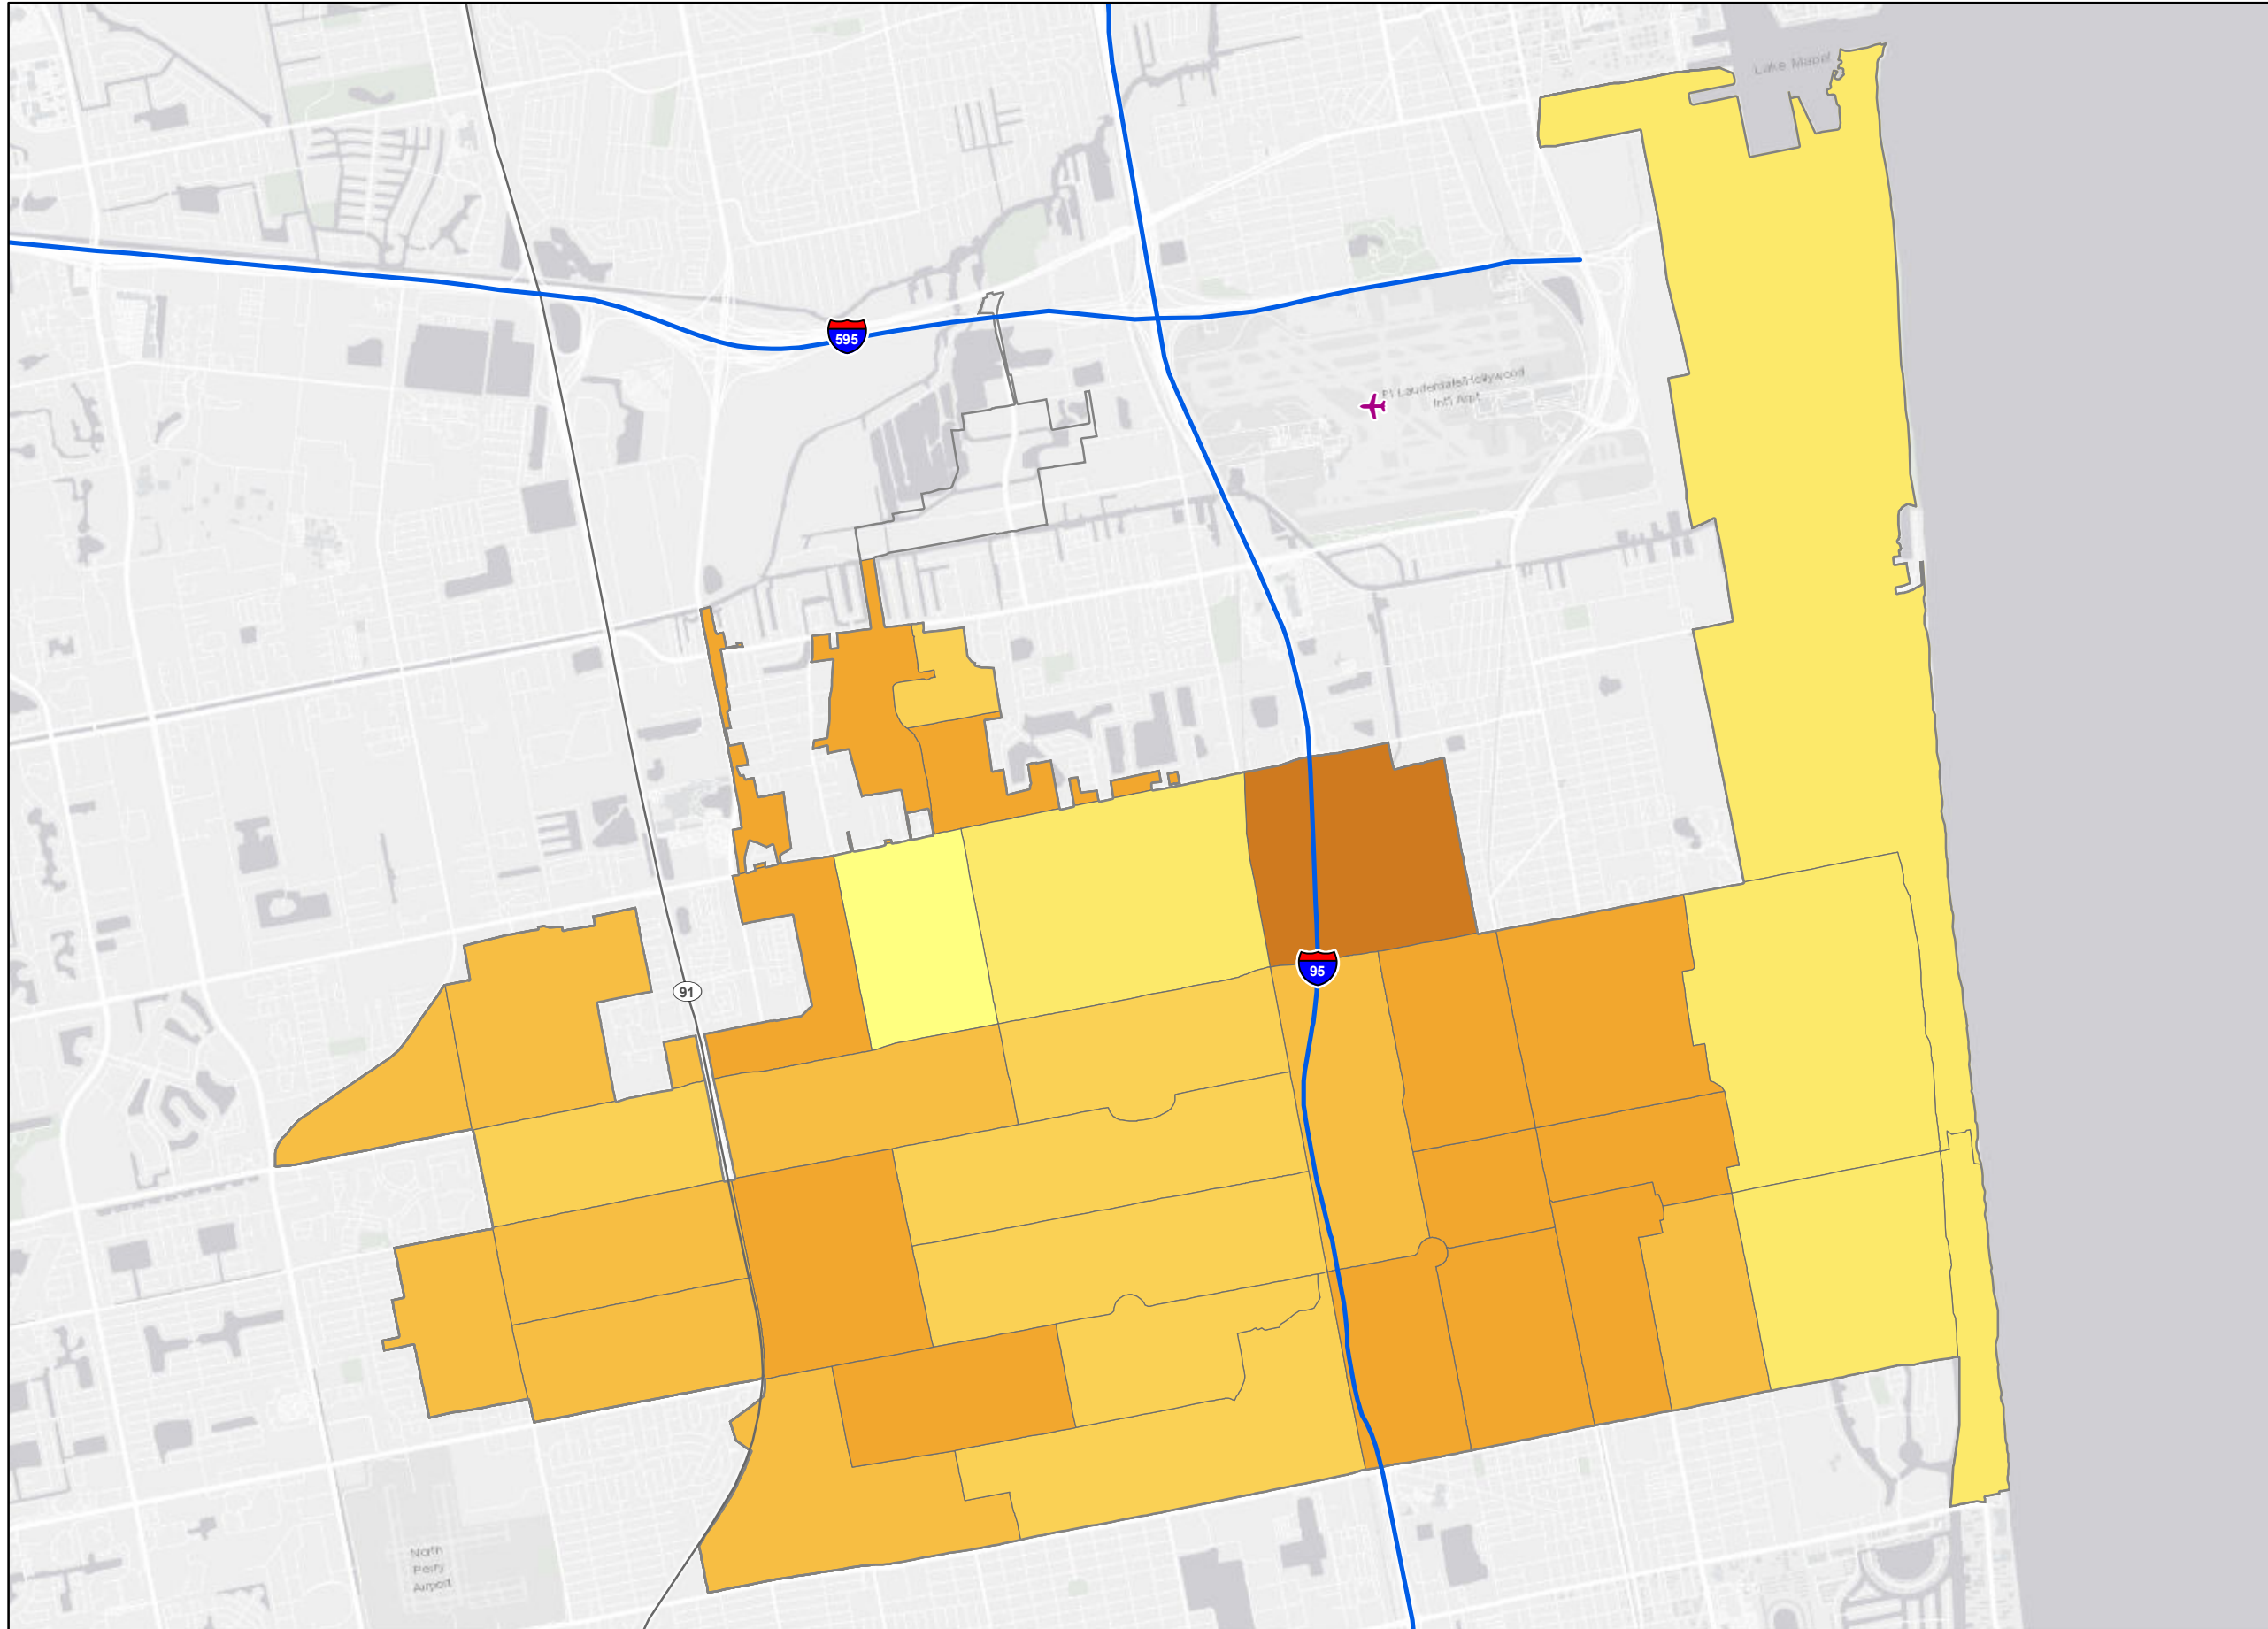 Lake Mabel
595
Ft Lauderdale/Hollywood
Int'l Arpt
95
91
North
Perry
Airport